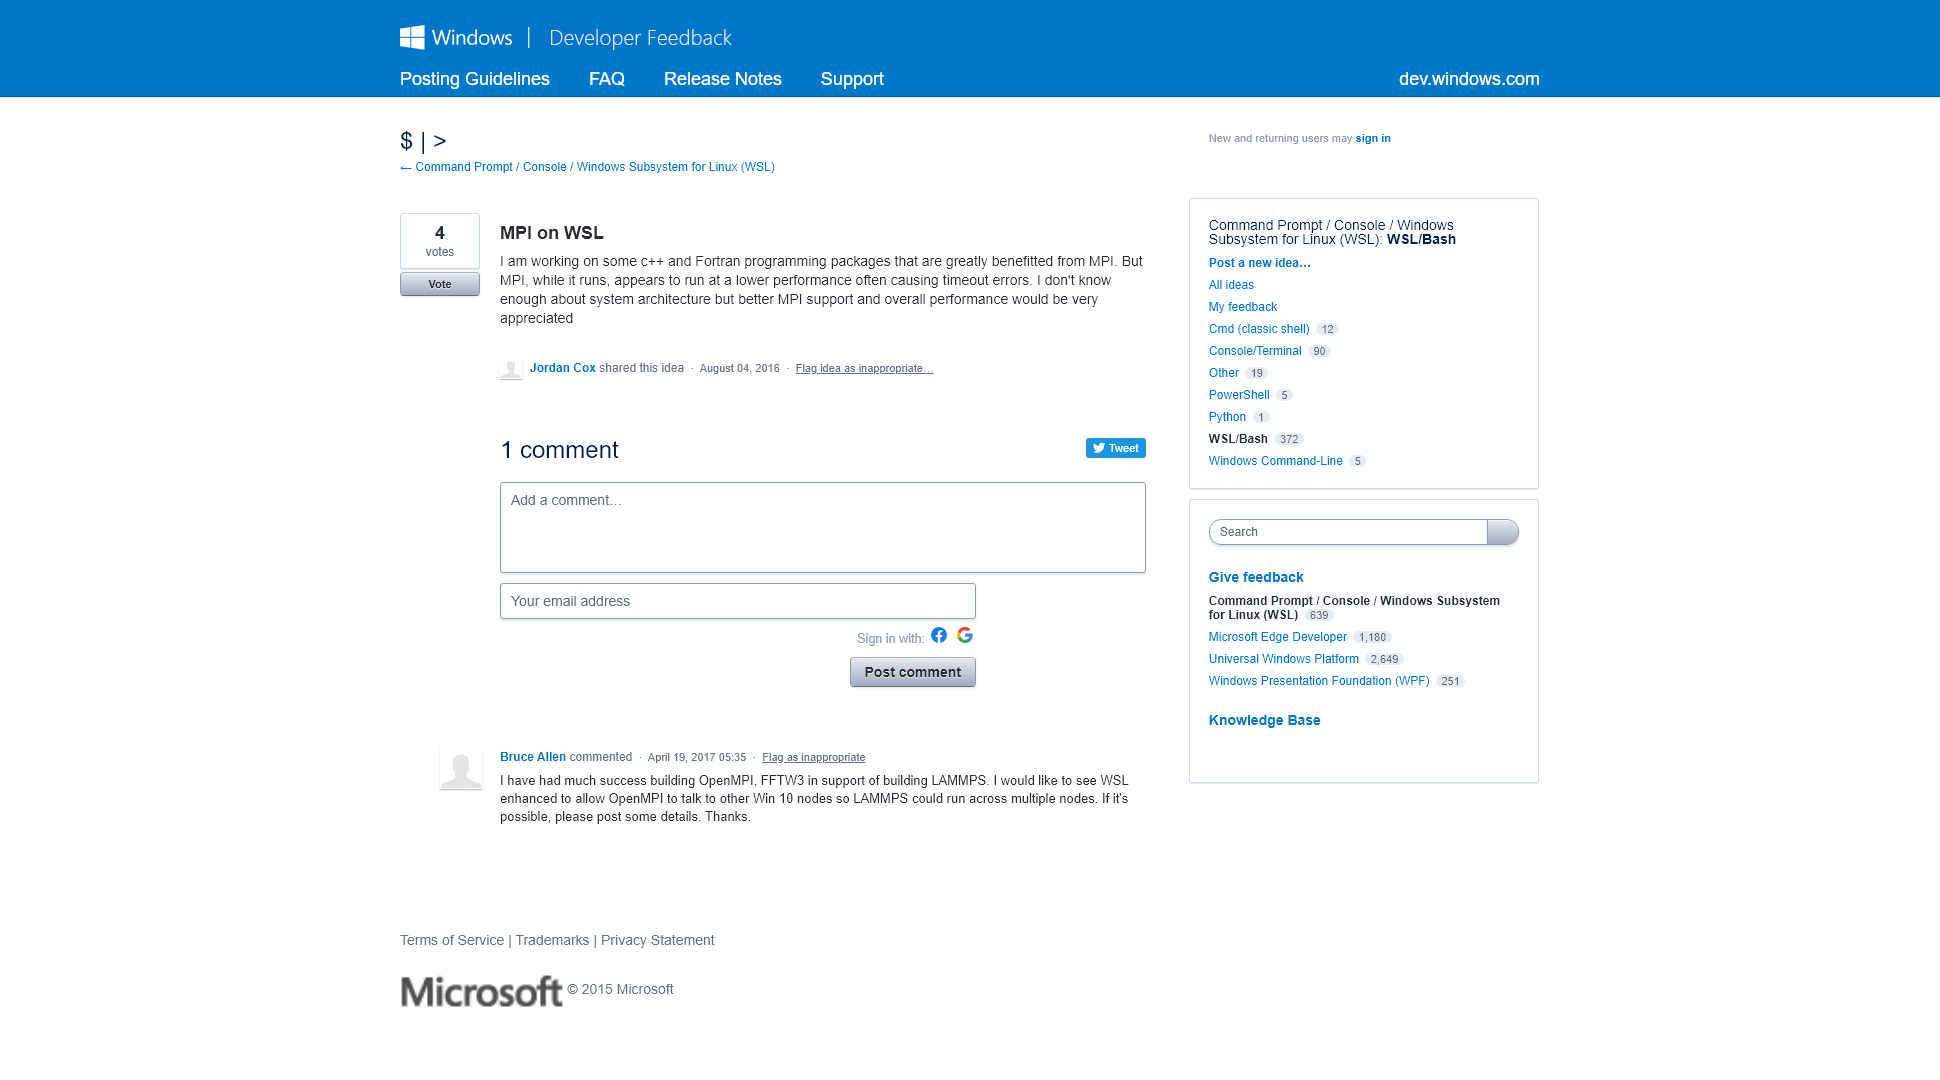 Windows | Developer Feedback
Posting Guidelines FAQ Release Notes Support dev.windows.com
$ | >
← Command Prompt / Console / Windows Subsystem for Linux (WSL)
4
votes
Vote
MPI on WSL
I am working on some c++ and Fortran programming packages that are greatly benefitted from MPI. But
MPI, while it runs, appears to run at a lower performance often causing timeout errors. I don't know
enough about system architecture but better MPI support and overall performance would be very
appreciated
Jordan Cox shared this idea · August 04, 2016 · Flag idea as inappropriate…
1 comment
Tweet
Add a comment…
Your email address
Sign in with:
Post comment
Bruce Allen commented · April 19, 2017 05:35 · Flag as inappropriate
I have had much success building OpenMPI, FFTW3 in support of building LAMMPS. I would like to see WSL
enhanced to allow OpenMPI to talk to other Win 10 nodes so LAMMPS could run across multiple nodes. If it's
possible, please post some details. Thanks.
New and returning users may sign in
Command Prompt / Console / Windows
Subsystem for Linux (WSL): WSL/Bash
Post a new idea…
All ideas
My feedback
Cmd (classic shell) 12
Console/Terminal 90
Other 19
PowerShell 5
Python 1
WSL/Bash 372
Windows Command-Line 5
Search
Give feedback
Command Prompt / Console / Windows Subsystem
for Linux (WSL) 639
Microsoft Edge Developer 1,180
Universal Windows Platform 2,649
Windows Presentation Foundation (WPF) 251
Knowledge Base
Terms of Service | Trademarks | Privacy Statement
Microsoft © 2015 Microsoft